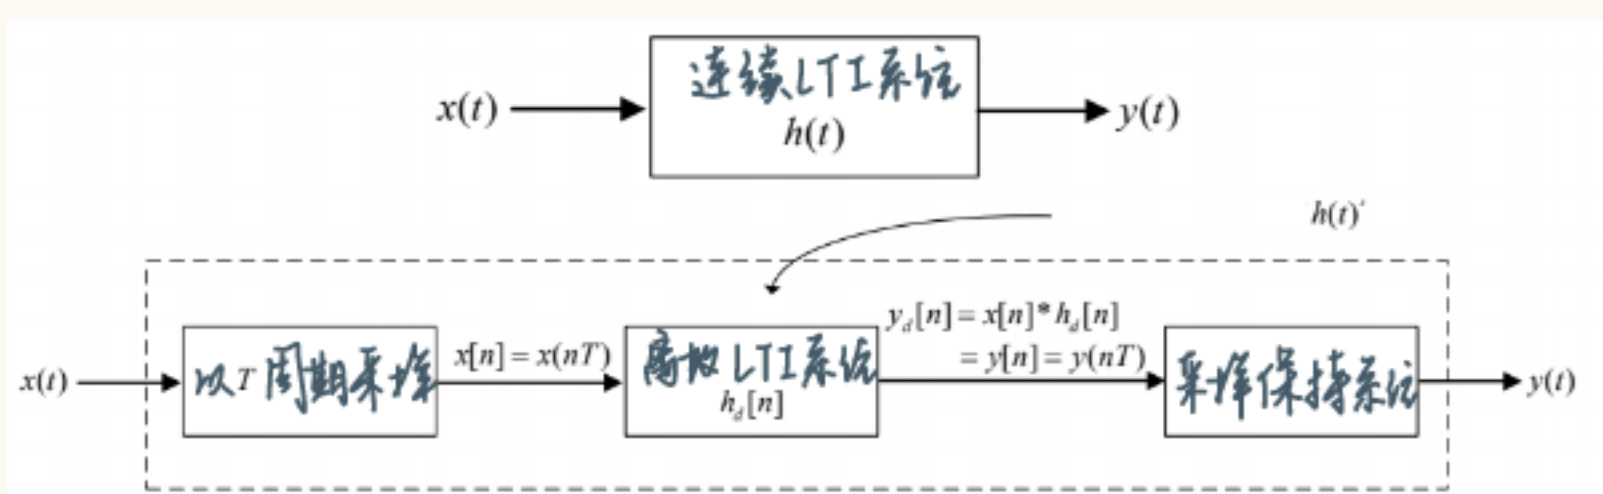 连续LTI系统
x(t)
h(t)
y(t)
h(t)'
y_d[n] = x[n] * h_d[n]
x(t)
以T周期采样
x[n] = x(nT)
离散LTI系统
h_d[n]
= y[n] = y(nT)
采样保持系统
y(t)